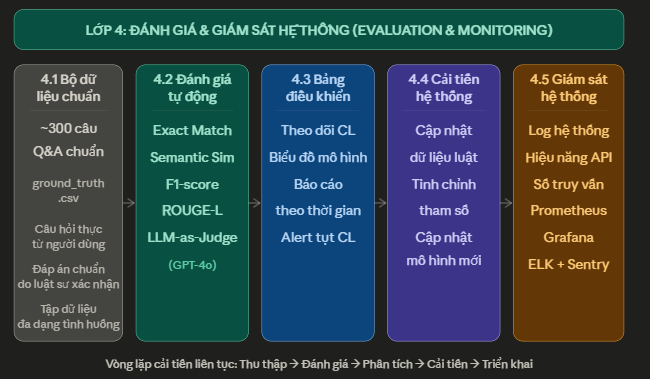 LỚP 4: ĐÁNH GIÁ & GIÁM SÁT HỆ THỐNG (EVALUATION & MONITORING)
4.1 Bộ dữ
liệu chuẩn
~300 câu
Q&A chuẩn
ground_truth
.csv
Câu hỏi thực
từ người dùng
Đáp án chuẩn
do luật sư xác nhận
Tập dữ liệu
đa dạng tình huống
4.2 Đánh giá
tự động
Exact Match
Semantic Sim
F1-score
ROUGE-L
LLM-as-Judge
(GPT-4o)
4.3 Bảng
điều khiển
Theo dõi CL
Biểu đồ mô hình
Báo cáo
theo thời gian
Alert tụt CL
4.4 Cải tiến
hệ thống
Cập nhật
dữ liệu luật
Tinh chỉnh
tham số
Cập nhật
mô hình mới
4.5 Giám sát
hệ thống
Log hệ thống
Hiệu năng API
Số truy vấn
Prometheus
Grafana
ELK + Sentry
Vòng lặp cải tiến liên tục: Thu thập → Đánh giá → Phân tích → Cải tiến → Triển khai